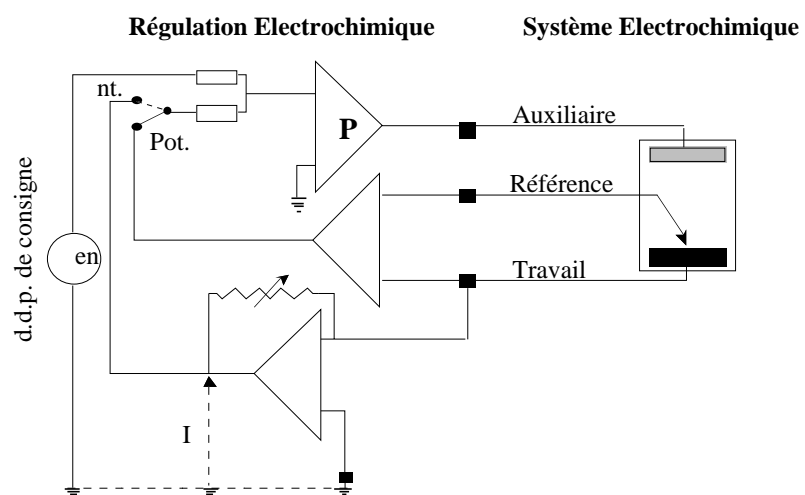 Régulation Electrochimique
Système Electrochimique
nt.
Pot.
P
Auxiliaire
Référence
Travail
d.d.p. de consigne
en
I